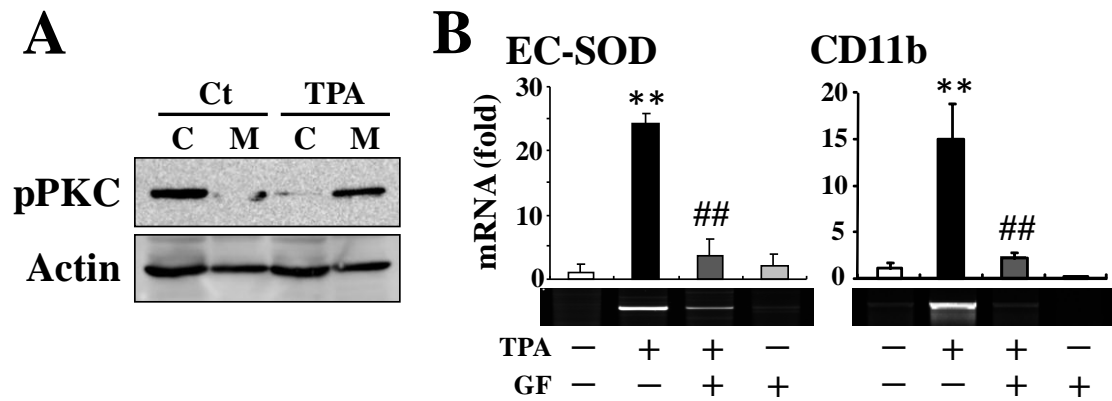 A
Ct TPA
C M C M
pPKC
Actin
B
EC-SOD
mRNA (fold)
30
20
10
0
**
##
CD11b
20
15
10
5
0
**
##
TPA − + + − − + + −
GF − − + + − − + +